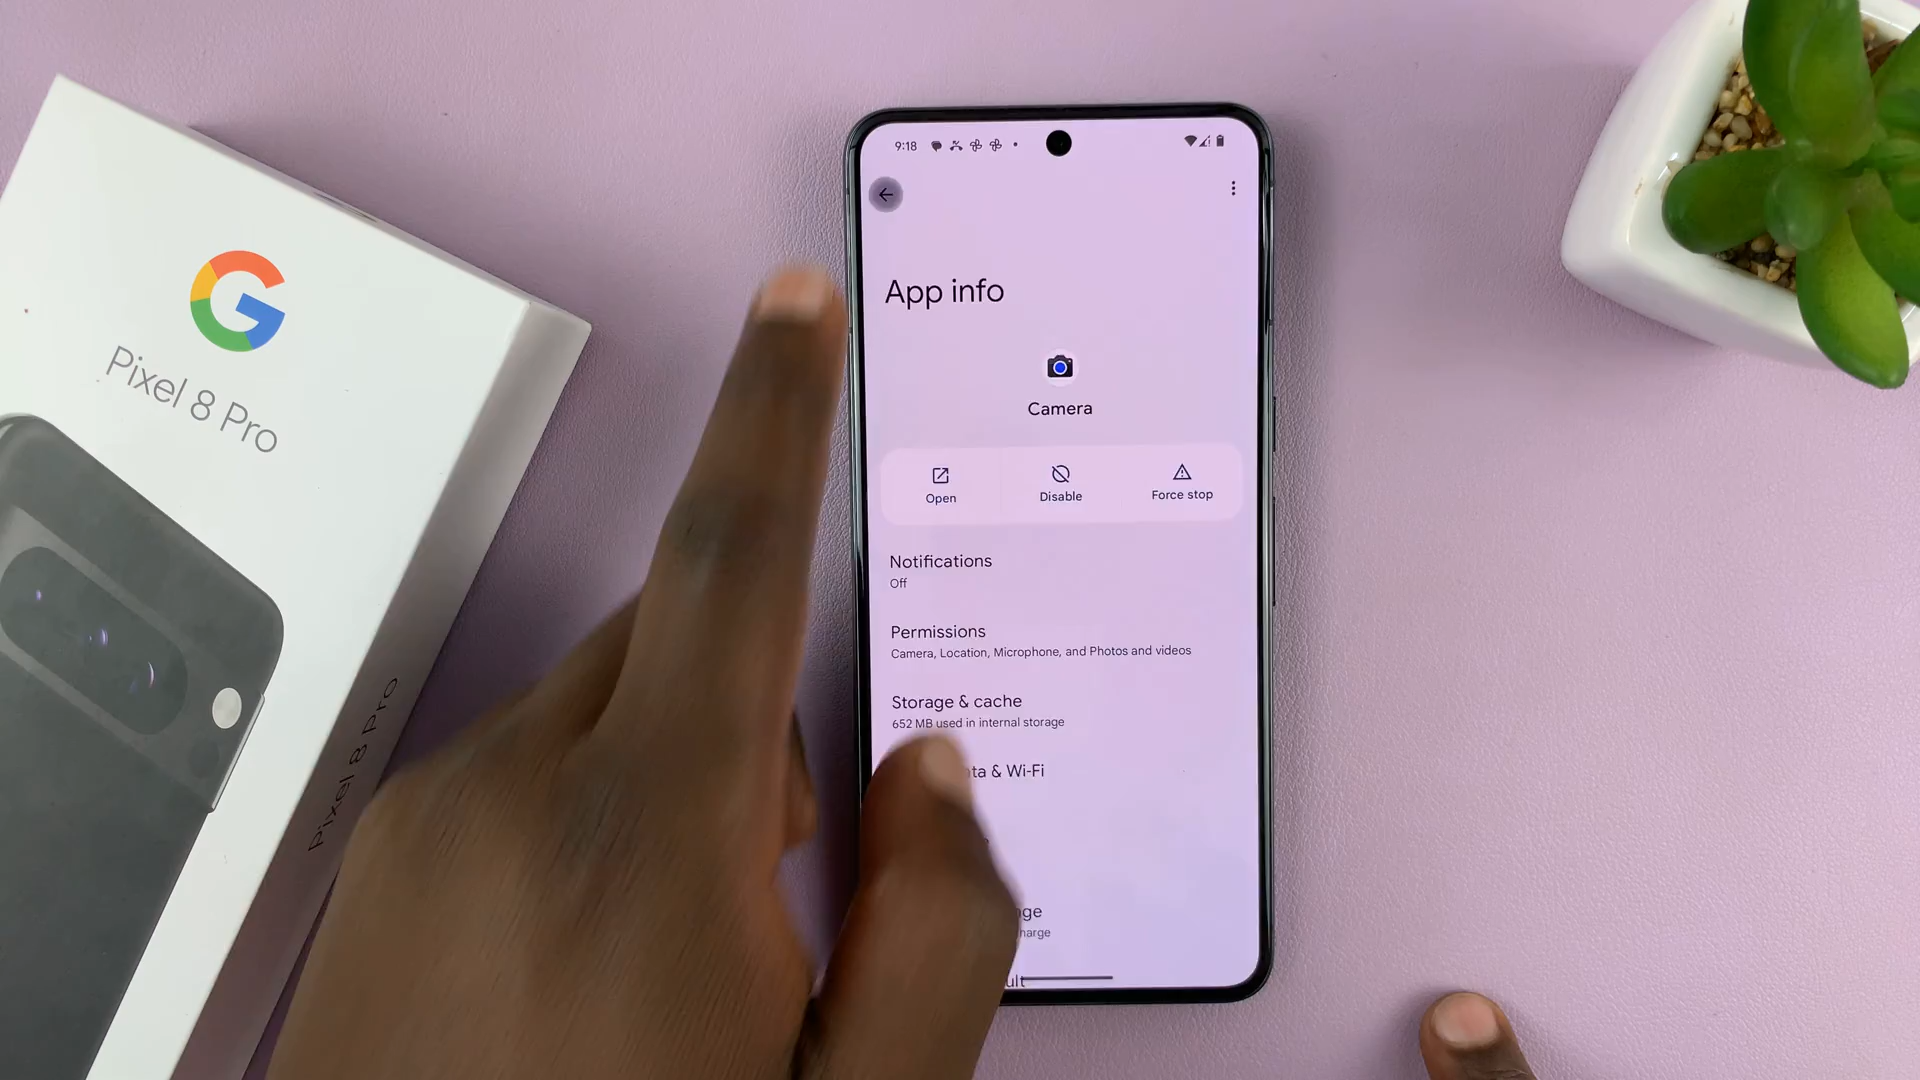 G
Pixel 8 Pro
Pixel 8 Pro
9:18
App info
Camera
Open
Disable
Force stop
Notifications
Off
Permissions
Camera, Location, Microphone, and Photos and videos
Storage & cache
652 MB used in internal storage
& Wi-Fi